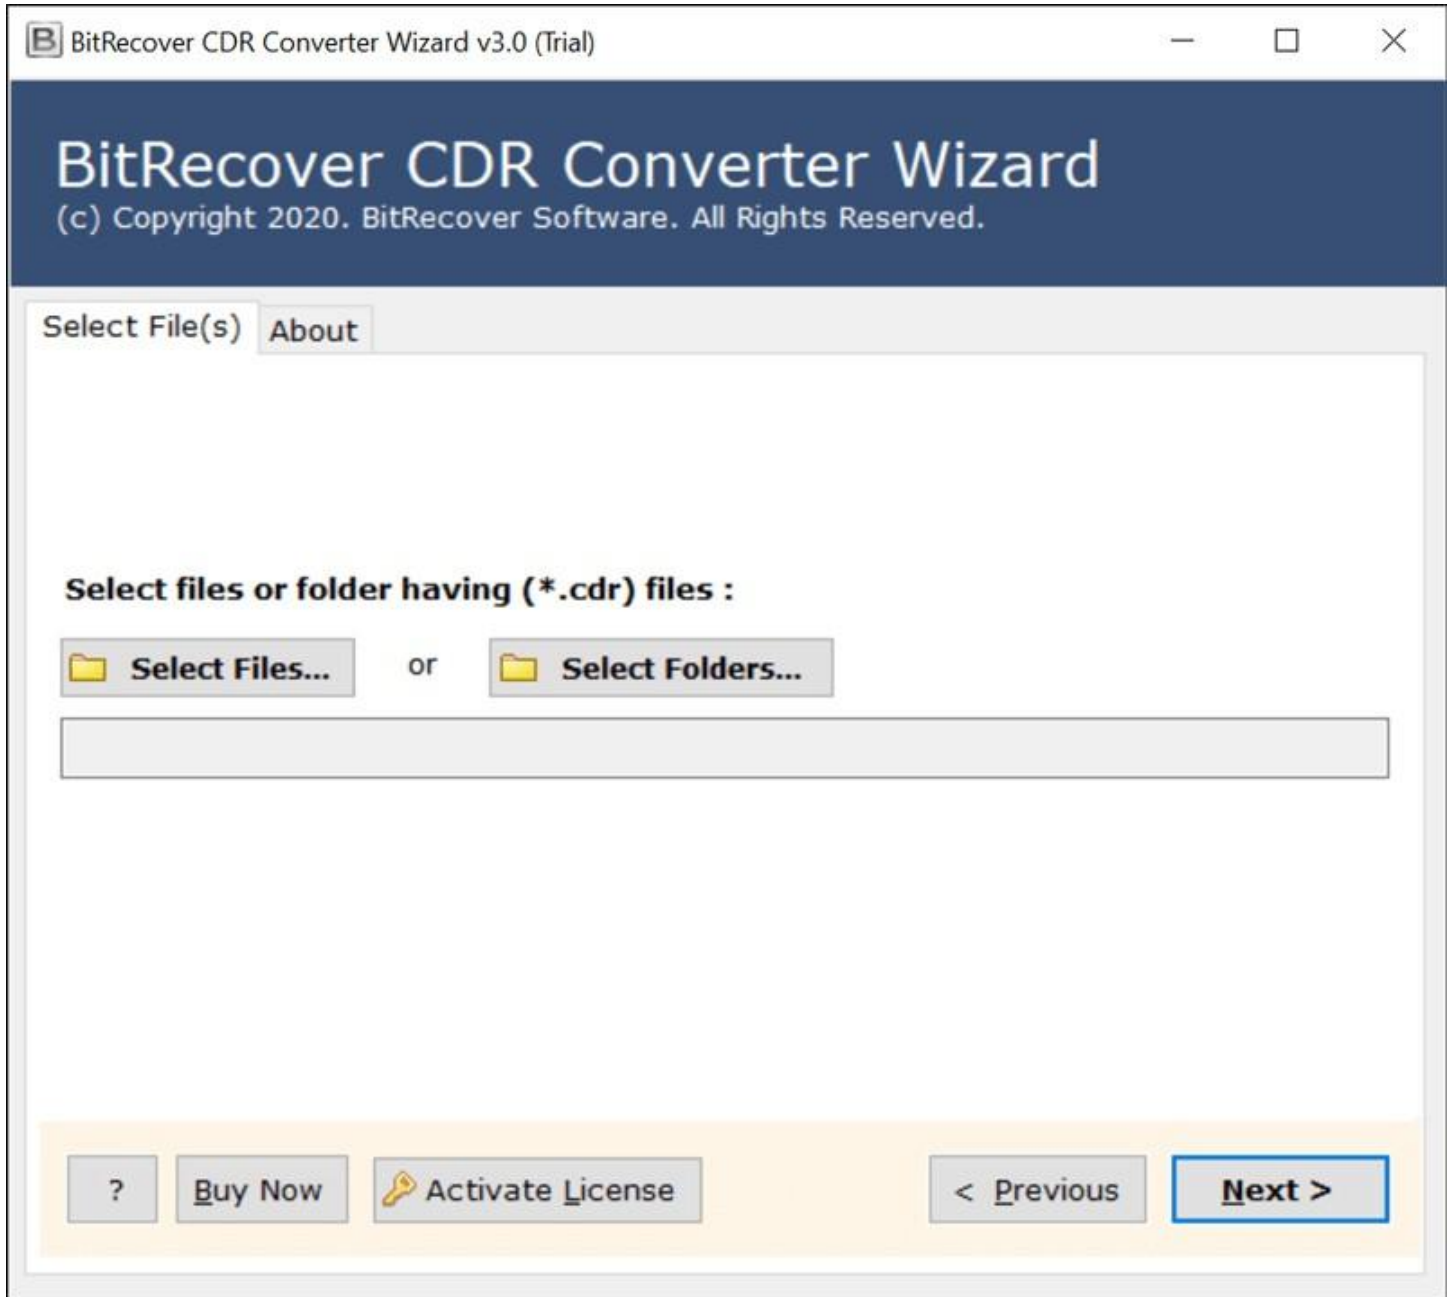 B BitRecover CDR Converter Wizard v3.0 (Trial)
BitRecover CDR Converter Wizard
(c) Copyright 2020. BitRecover Software. All Rights Reserved.
Select File(s) About
Select files or folder having (*.cdr) files :
Select Files... or Select Folders...
? Buy Now Activate License < Previous Next >